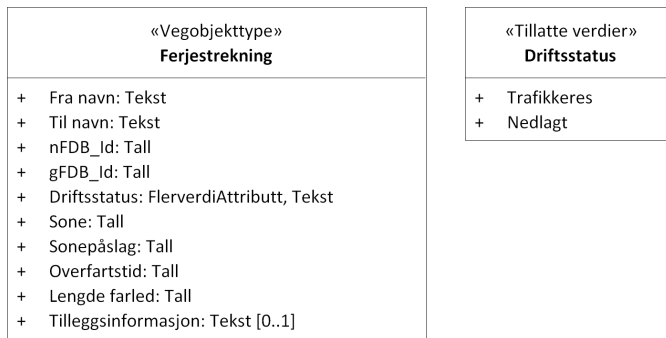 «Vegobjekttype»
Ferjestrekning
+ Fra navn: Tekst
+ Til navn: Tekst
+ nFDB_Id: Tall
+ gFDB_Id: Tall
+ Driftsstatus: FlerverdiAttributt, Tekst
+ Sone: Tall
+ Sonepåslag: Tall
+ Overfartstid: Tall
+ Lengde farled: Tall
+ Tilleggsinformasjon: Tekst [0..1]
«Tillatte verdier»
Driftsstatus
+ Trafikkeres
+ Nedlagt